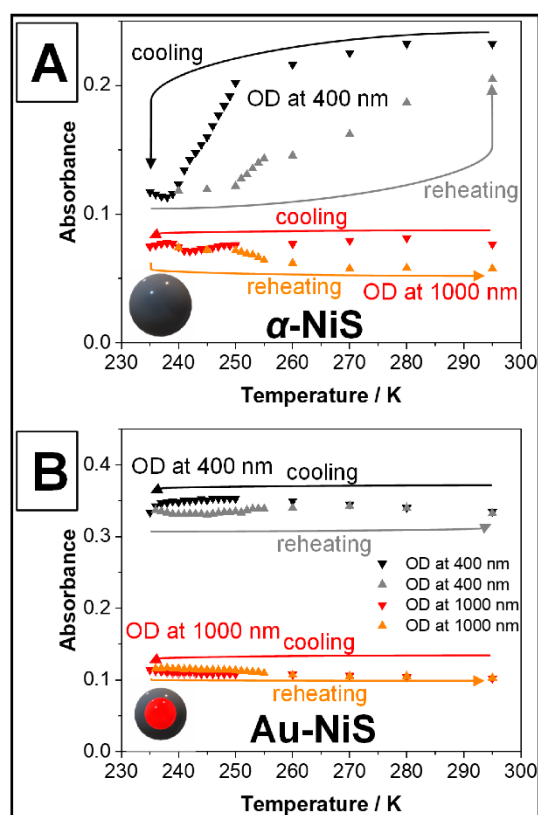 A
cooling
OD at 400 nm
reheating
cooling
reheating
OD at 1000 nm
α-NiS
Absorbance
0.2
0.1
0.0
230 240 250 260 270 280 290 300
Temperature / K
B
OD at 400 nm
cooling
reheating
OD at 400 nm
OD at 400 nm
OD at 1000 nm
OD at 1000 nm
OD at 1000 nm
cooling
reheating
Au-NiS
Absorbance
0.4
0.3
0.2
0.1
0.0
230 240 250 260 270 280 290 300
Temperature / K